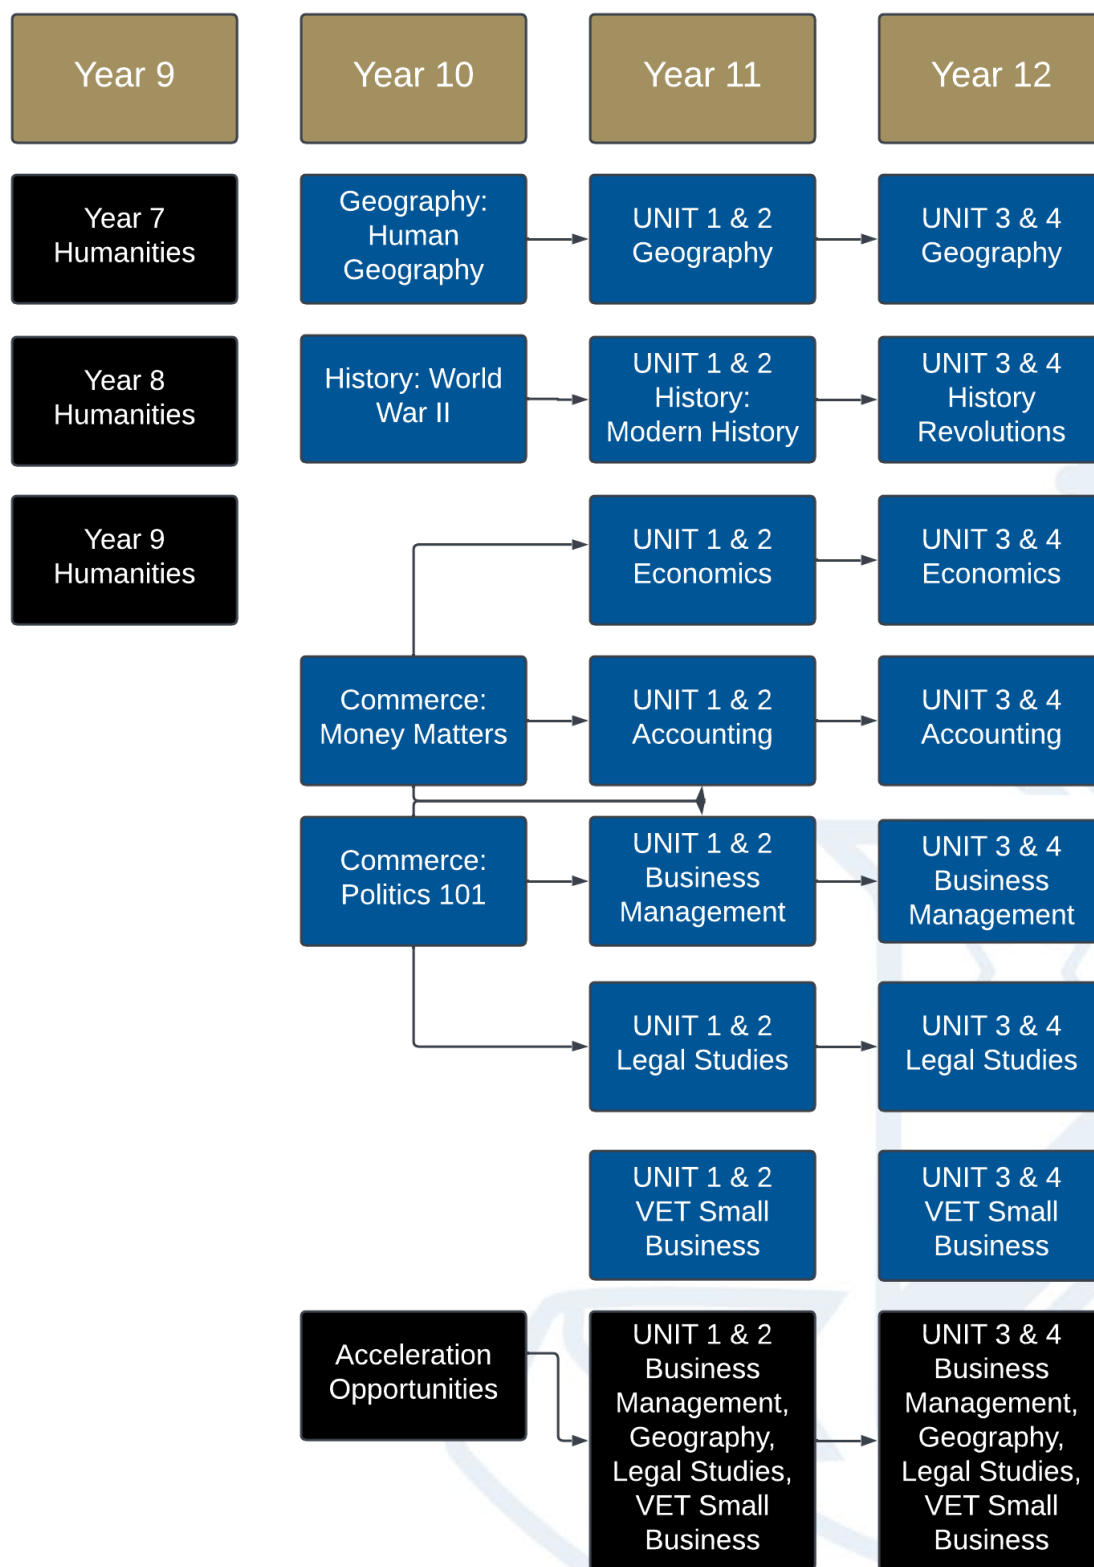 Year 9
Year 10
Year 11
Year 12
Year 7
Humanities
Geography:
Human
Geography
UNIT 1 & 2
Geography
UNIT 3 & 4
Geography
Year 8
Humanities
History: World
War II
UNIT 1 & 2
History:
Modern History
UNIT 3 & 4
History
Revolutions
Year 9
Humanities
UNIT 1 & 2
Economics
UNIT 3 & 4
Economics
Commerce:
Money Matters
UNIT 1 & 2
Accounting
UNIT 3 & 4
Accounting
Commerce:
Politics 101
UNIT 1 & 2
Business
Management
UNIT 3 & 4
Business
Management
UNIT 1 & 2
Legal Studies
UNIT 3 & 4
Legal Studies
UNIT 1 & 2
VET Small
Business
UNIT 3 & 4
VET Small
Business
Acceleration
Opportunities
UNIT 1 & 2
Business
Management,
Geography,
Legal Studies,
VET Small
Business
UNIT 3 & 4
Business
Management,
Geography,
Legal Studies,
VET Small
Business